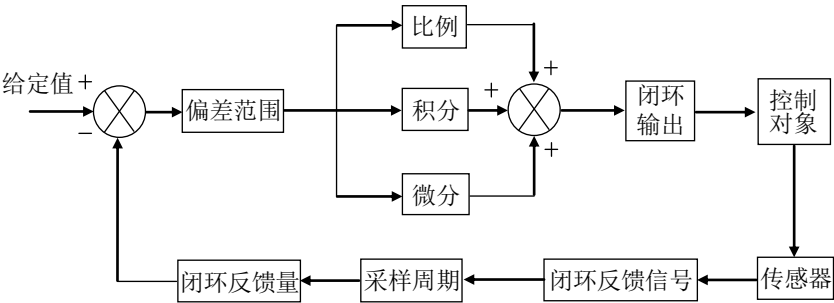 比例
给定值 +
+
偏差范围
+
积分
闭环
输出
控制
对象
−
+
微分
闭环反馈量
采样周期
闭环反馈信号
传感器